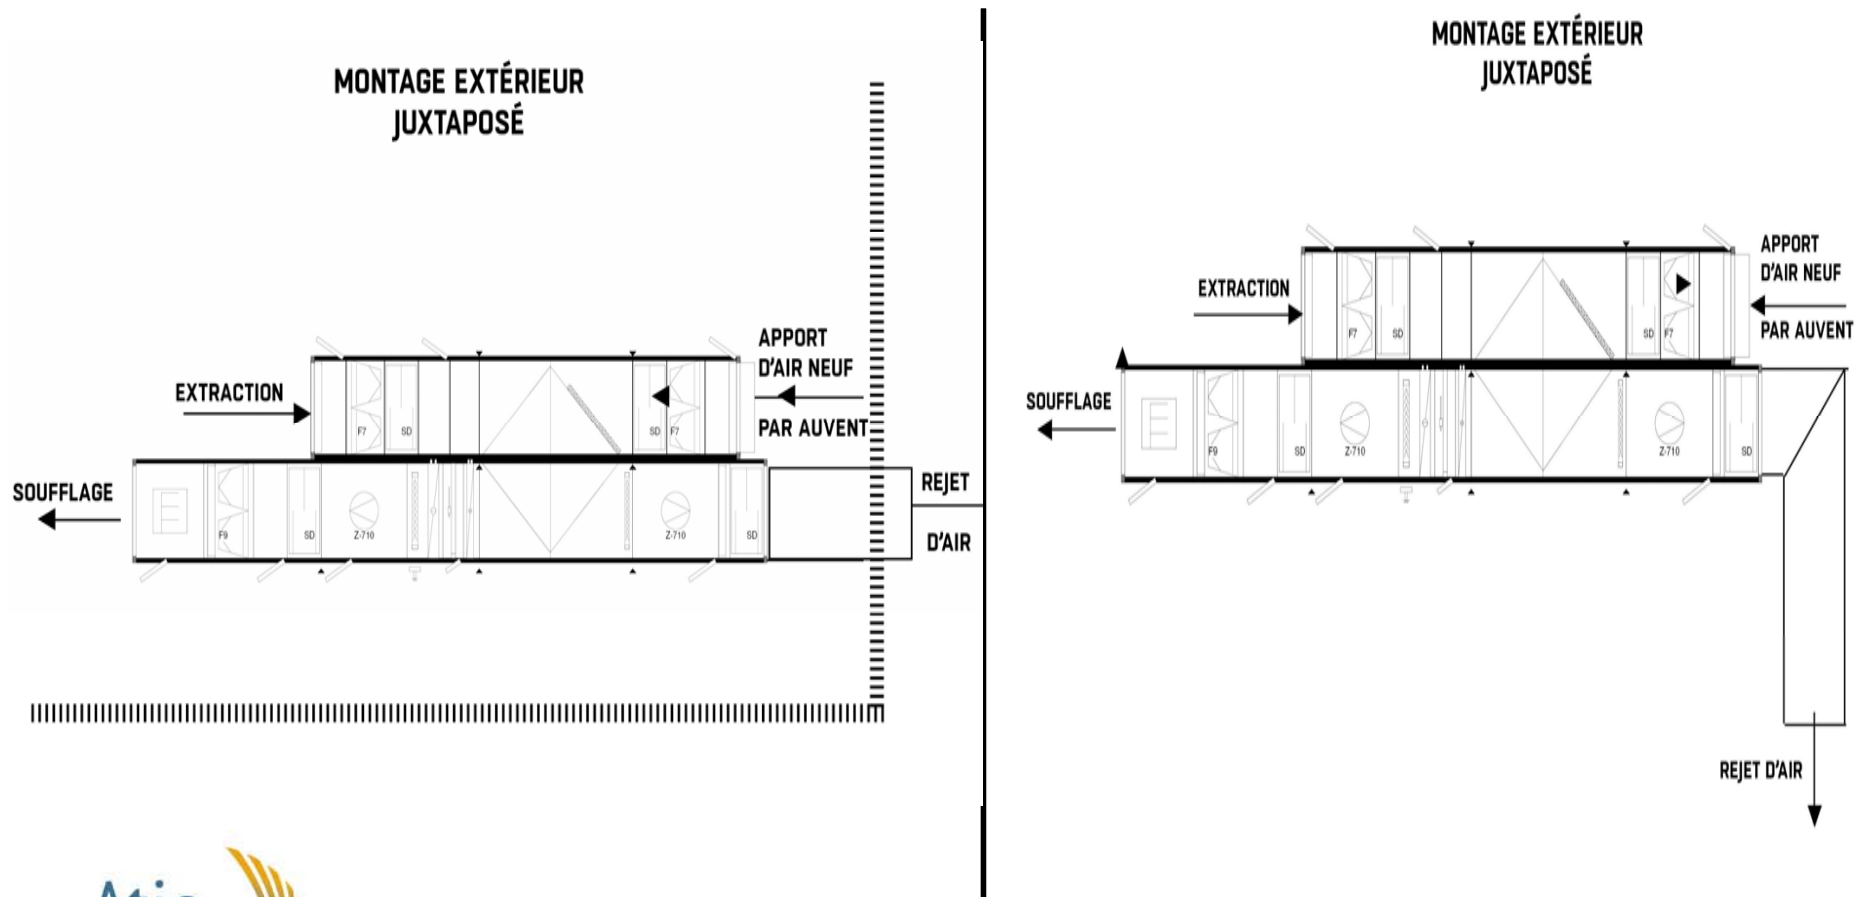 MONTAGE EXTÉRIEUR
JUXTAPOSÉ
EXTRACTION
APPORT
D'AIR NEUF
PAR AUVENT
F7
SD
SD
F7
SOUFFLAGE
F9
SD
Z-710
Z-710
SD
REJET
D'AIR
MONTAGE EXTÉRIEUR
JUXTAPOSÉ
EXTRACTION
APPORT
D'AIR NEUF
PAR AUVENT
F7
SD
SD
F7
SOUFFLAGE
F9
SD
Z-710
Z-710
SD
REJET D'AIR